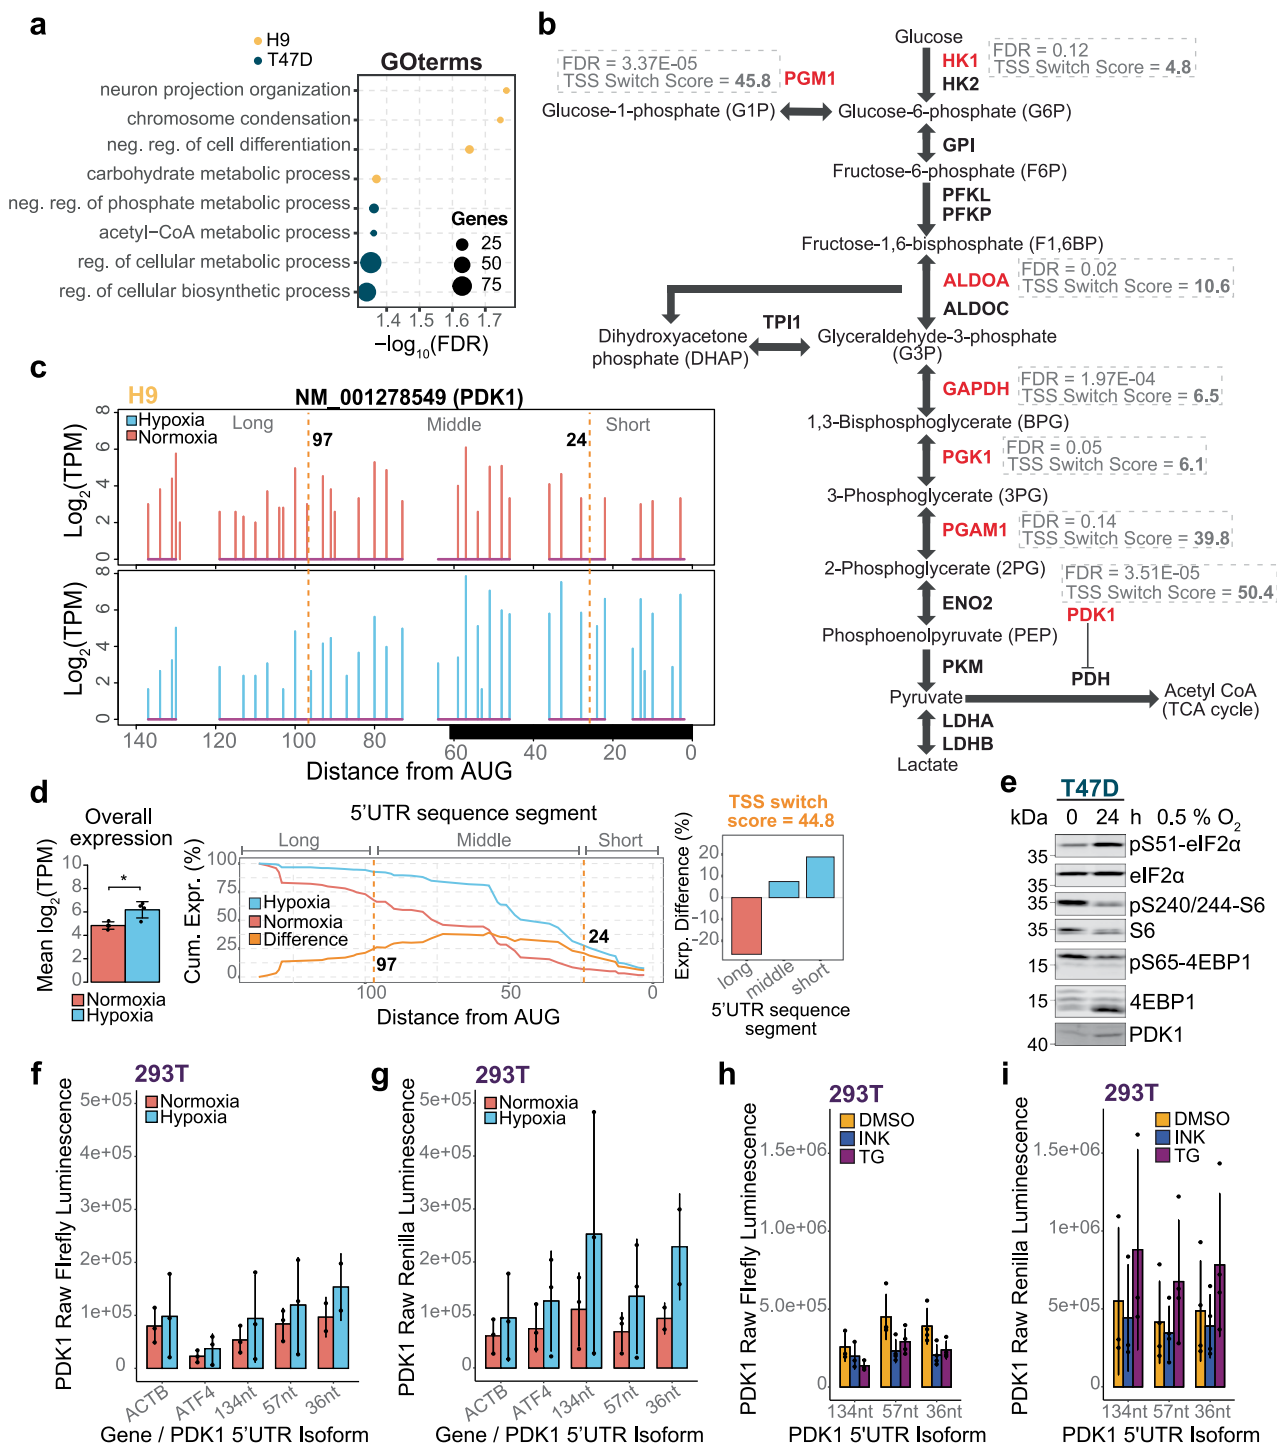 a
H9
T47D
GOterms
neuron projection organization
chromosome condensation
neg. reg. of cell differentiation
carbohydrate metabolic process
neg. reg. of phosphate metabolic process
acetyl−CoA metabolic process
reg. of cellular metabolic process
reg. of cellular biosynthetic process
Genes
25
50
75
1.4 1.5 1.6 1.7
−log10(FDR)
b
Glucose
HK1
HK2
FDR = 0.12
TSS Switch Score = 4.8
FDR = 3.37E-05
TSS Switch Score = 45.8
PGM1
Glucose-1-phosphate (G1P)
Glucose-6-phosphate (G6P)
GPI
Fructose-6-phosphate (F6P)
PFKL
PFKP
Fructose-1,6-bisphosphate (F1,6BP)
ALDOA
ALDOC
FDR = 0.02
TSS Switch Score = 10.6
Dihydroxyacetone
phosphate (DHAP)
TPI1
Glyceraldehyde-3-phosphate
(G3P)
GAPDH
FDR = 1.97E-04
TSS Switch Score = 6.5
1,3-Bisphosphoglycerate (BPG)
PGK1
FDR = 0.05
TSS Switch Score = 6.1
3-Phosphoglycerate (3PG)
PGAM1
FDR = 0.14
TSS Switch Score = 39.8
2-Phosphoglycerate (2PG)
FDR = 3.51E-05
TSS Switch Score = 50.4
PDK1
ENO2
Phosphoenolpyruvate (PEP)
PKM
PDH
Pyruvate
Acetyl CoA
(TCA cycle)
LDHA
LDHB
Lactate
c
H9
NM_001278549 (PDK1)
Hypoxia
Normoxia
Long
97
Middle
24
Short
Log2(TPM)
8
6
4
2
0
Log2(TPM)
8
6
4
2
0
140 120 100 80 60 40 20 0
Distance from AUG
d
Overall
expression
Mean log2(TPM)
10
8
6
4
2
0
*
Normoxia
Hypoxia
5'UTR sequence segment
Long
Middle
Short
Cum. Expr. (%)
100
75
50
25
0
Hypoxia
Normoxia
Difference
97
24
100 50 0
Distance from AUG
TSS switch
score = 44.8
Exrp. Difference (%)
20
10
0
-10
-20
long
middle
short
5'UTR sequence
segment
e
T47D
kDa 0 24 h 0.5 % O2
35 pS51-eIF2α
35 eIF2α
35 pS240/244-S6
35 S6
15 pS65-4EBP1
15 4EBP1
40 PDK1
f
293T
Normoxia
Hypoxia
PDK1 Raw FIrefly Luminescence
5e+05
4e+05
3e+05
2e+05
1e+05
0
ACTB
ATF4
134nt
57nt
36nt
Gene / PDK1 5'UTR Isoform
g
293T
Normoxia
Hypoxia
PDK1 Raw Renilla Luminescence
5e+05
4e+05
3e+05
2e+05
1e+05
0
ACTB
ATF4
134nt
57nt
36nt
Gene / PDK1 5'UTR Isoform
h
293T
DMSO
INK
TG
PDK1 Raw FIrefly Luminescence
1.5e+06
1e+06
5.0e+05
0
134nt 57nt 36nt
PDK1 5'UTR Isoform
i
293T
DMSO
INK
TG
PDK1 Raw Renilla Luminescence
1.5e+06
1e+06
5e+05
0
134nt 57nt 36nt
PDK1 5'UTR Isoform